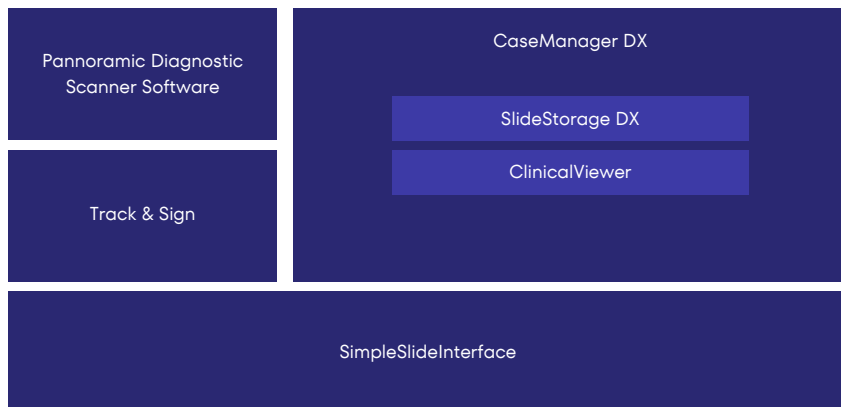 Pannoramic Diagnostic
Scanner Software
Track & Sign
CaseManager DX
SlideStorage DX
ClinicalViewer
SimpleSlideInterface